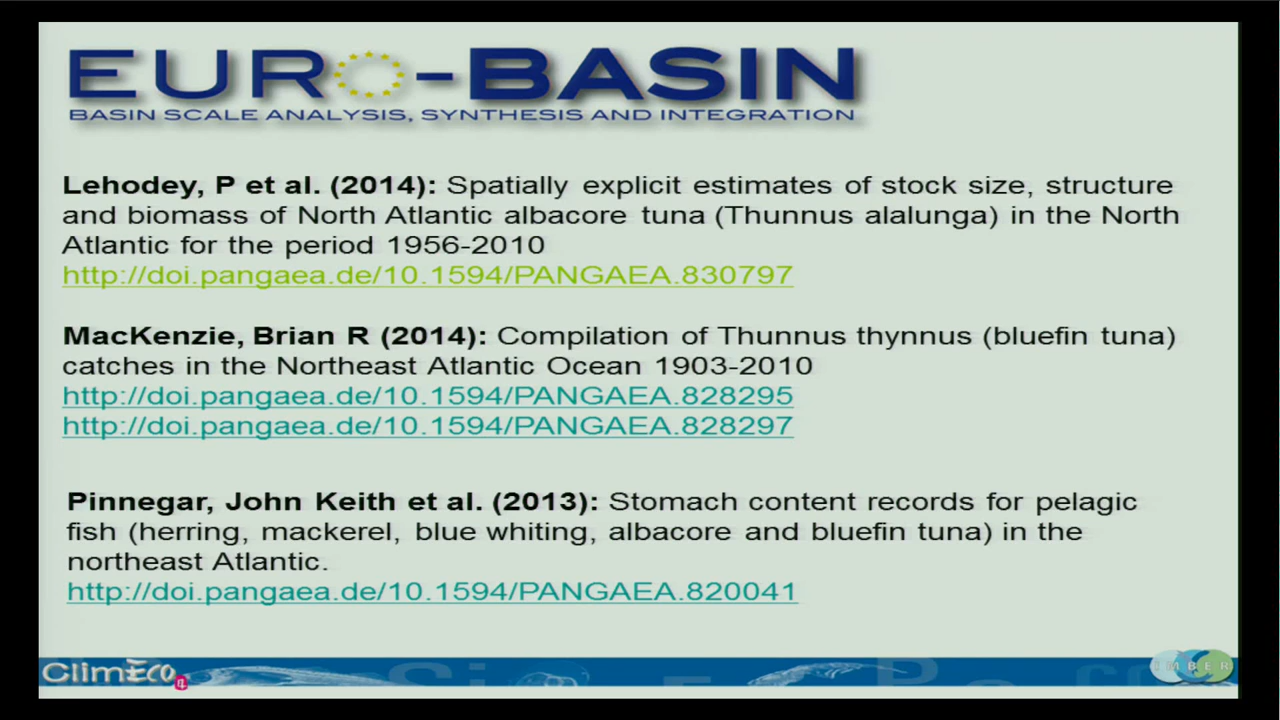 EURO-BASIN
BASIN SCALE ANALYSIS, SYNTHESIS AND INTEGRATION
Lehodey, P et al. (2014): Spatially explicit estimates of stock size, structure
and biomass of North Atlantic albacore tuna (Thunnus alalunga) in the North
Atlantic for the period 1956-2010
http://doi.pangaea.de/10.1594/PANGAEA.830797
MacKenzie, Brian R (2014): Compilation of Thunnus thynnus (bluefin tuna)
catches in the Northeast Atlantic Ocean 1903-2010
http://doi.pangaea.de/10.1594/PANGAEA.828295
http://doi.pangaea.de/10.1594/PANGAEA.828297
Pinnegar, John Keith et al. (2013): Stomach content records for pelagic
fish (herring, mackerel, blue whiting, albacore and bluefin tuna) in the
northeast Atlantic.
http://doi.pangaea.de/10.1594/PANGAEA.820041
ClimEco
IMBER